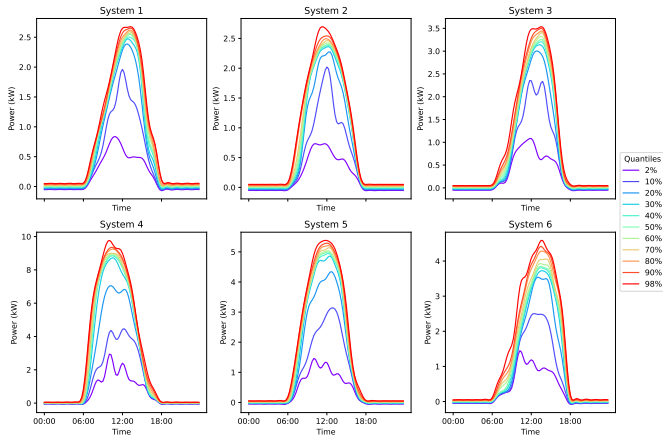 System 1
System 2
System 3
Power (kW)
2.5
2.0
1.5
1.0
0.5
0.0
Time
Power (kW)
2.5
2.0
1.5
1.0
0.5
0.0
Time
Power (kW)
3.5
3.0
2.5
2.0
1.5
1.0
0.5
0.0
Time
Quantiles
2%
10%
20%
30%
40%
50%
60%
70%
80%
90%
98%
System 4
System 5
System 6
Power (kW)
10
8
6
4
2
0
00:00 06:00 12:00 18:00
Time
Power (kW)
5
4
3
2
1
0
00:00 06:00 12:00 18:00
Time
Power (kW)
4
3
2
1
0
00:00 06:00 12:00 18:00
Time